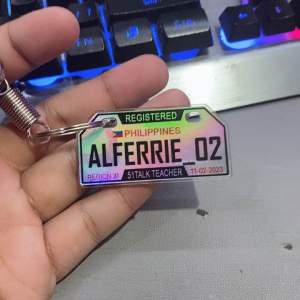 REGISTERED
PHILIPPINES
ALFERRIE_02
REGION XI 51TALK TEACHER 11-02-2023